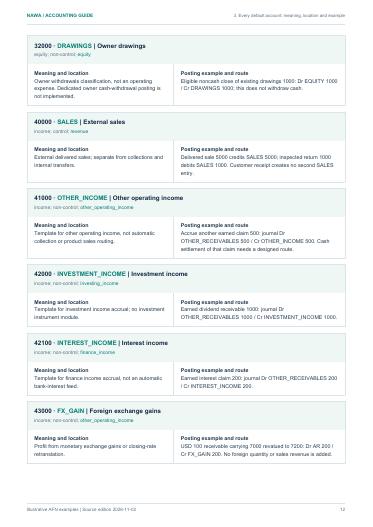 NAWA / ACCOUNTING GUIDE
3. Every default account: meaning, location and example
32000 · DRAWINGS | Owner drawings
equity; non-control; equity
Meaning and location
Owner withdrawals classification, not an operating
expense. Dedicated owner cash-withdrawal posting is
not implemented.
Posting example and route
Eligible noncash close of existing drawings 1000: Dr EQUITY 1000
/ Cr DRAWINGS 1000; this does not withdraw cash.
40000 · SALES | External sales
income; control; revenue
Meaning and location
External delivered sales; separate from collections and
internal transfers.
Posting example and route
Delivered sale 5000 credits SALES 5000; inspected return 1000
debits SALES 1000. Customer receipt creates no second SALES
entry.
41000 · OTHER_INCOME | Other operating income
income; non-control; other_operating_income
Meaning and location
Template for other operating income, not automatic
collection or product sales routing.
Posting example and route
Accrue another earned claim 500: journal Dr
OTHER_RECEIVABLES 500 / Cr OTHER_INCOME 500. Cash
settlement of that claim needs a designed route.
42000 · INVESTMENT_INCOME | Investment income
income; non-control; investing_income
Meaning and location
Template for investment income accrual; no investment
instrument module.
Posting example and route
Earned dividend receivable 1000: journal Dr
OTHER_RECEIVABLES 1000 / Cr INVESTMENT_INCOME 1000.
42100 · INTEREST_INCOME | Interest income
income; non-control; finance_income
Meaning and location
Template for finance income accrual, not an automatic
bank-interest feed.
Posting example and route
Earned interest claim 200: journal Dr OTHER_RECEIVABLES 200
/ Cr INTEREST_INCOME 200.
43000 · FX_GAIN | Foreign exchange gains
income; non-control; other_operating_income
Meaning and location
Profit from monetary exchange gains or closing-rate
retranslation.
Posting example and route
USD 100 receivable carrying 7000 revalued to 7200: Dr AR 200 /
Cr FX_GAIN 200. No foreign quantity or sales revenue is added.
Illustrative AFN examples | Source edition 2026-11-02
12